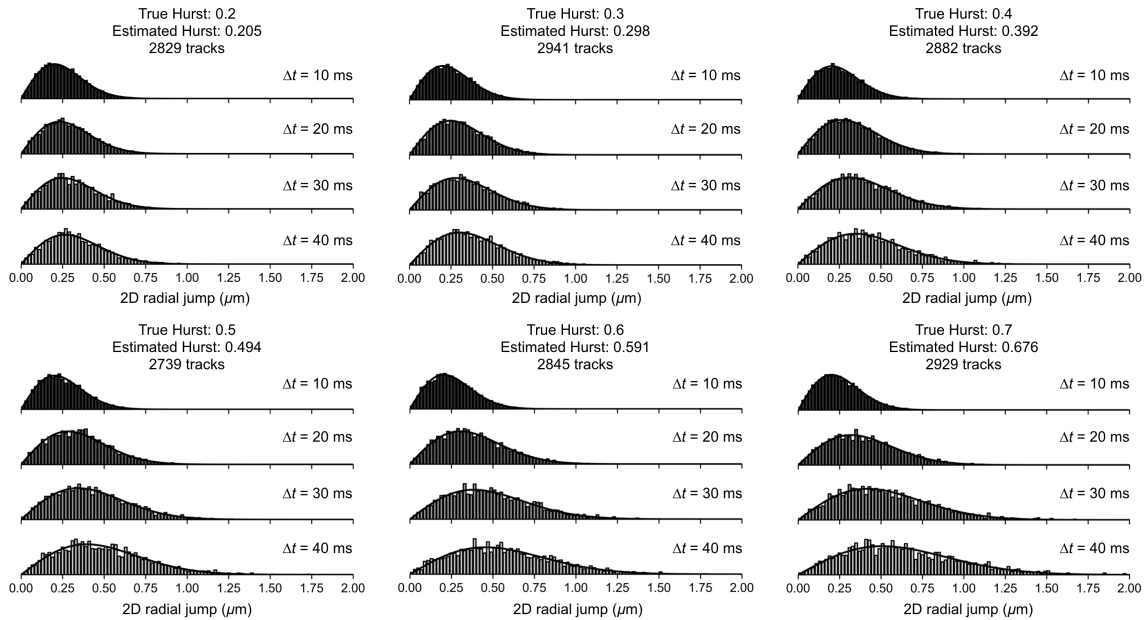 True Hurst: 0.2
Estimated Hurst: 0.205
2829 tracks
Δt = 10 ms
Δt = 20 ms
Δt = 30 ms
Δt = 40 ms
0.00 0.25 0.50 0.75 1.00 1.25 1.50 1.75 2.00
2D radial jump (μm)
True Hurst: 0.3
Estimated Hurst: 0.298
2941 tracks
Δt = 10 ms
Δt = 20 ms
Δt = 30 ms
Δt = 40 ms
0.00 0.25 0.50 0.75 1.00 1.25 1.50 1.75 2.00
2D radial jump (μm)
True Hurst: 0.4
Estimated Hurst: 0.392
2882 tracks
Δt = 10 ms
Δt = 20 ms
Δt = 30 ms
Δt = 40 ms
0.00 0.25 0.50 0.75 1.00 1.25 1.50 1.75 2.00
2D radial jump (μm)
True Hurst: 0.5
Estimated Hurst: 0.494
2739 tracks
Δt = 10 ms
Δt = 20 ms
Δt = 30 ms
Δt = 40 ms
0.00 0.25 0.50 0.75 1.00 1.25 1.50 1.75 2.00
2D radial jump (μm)
True Hurst: 0.6
Estimated Hurst: 0.591
2845 tracks
Δt = 10 ms
Δt = 20 ms
Δt = 30 ms
Δt = 40 ms
0.00 0.25 0.50 0.75 1.00 1.25 1.50 1.75 2.00
2D radial jump (μm)
True Hurst: 0.7
Estimated Hurst: 0.676
2929 tracks
Δt = 10 ms
Δt = 20 ms
Δt = 30 ms
Δt = 40 ms
0.00 0.25 0.50 0.75 1.00 1.25 1.50 1.75 2.00
2D radial jump (μm)